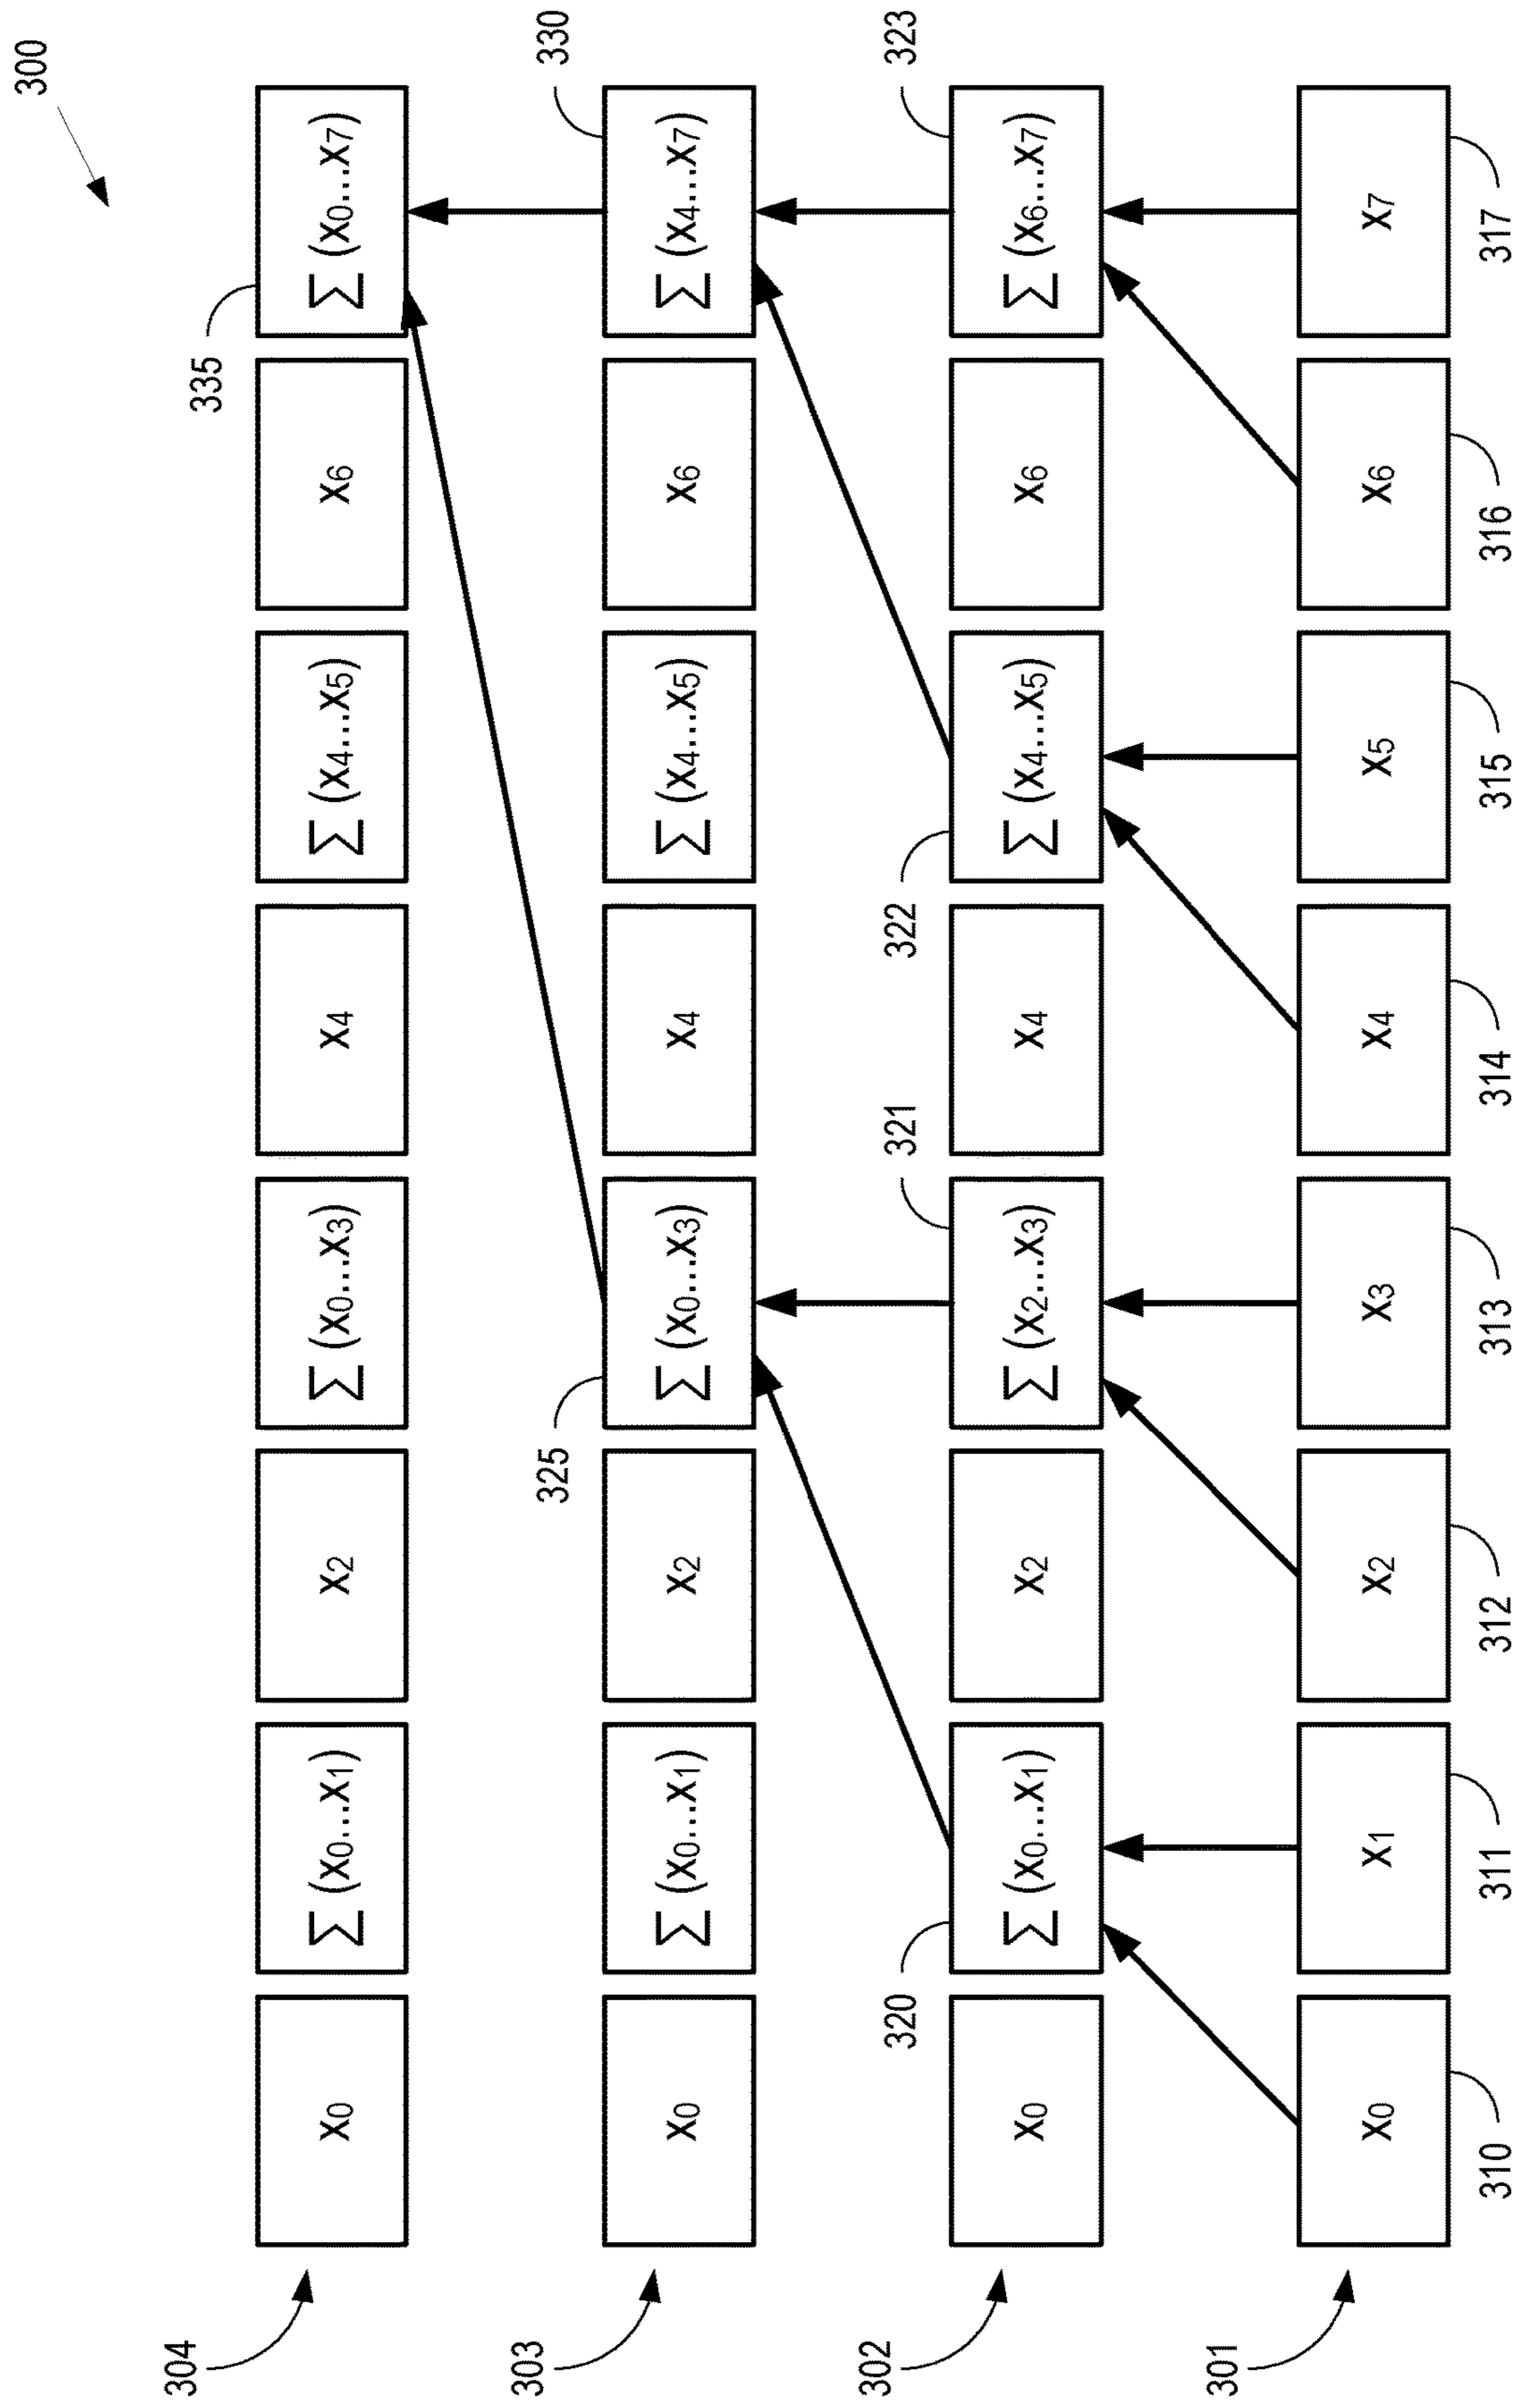 300
304
335
x0 ∑ (x0...x1) x2 ∑ (x0...x3) x4 ∑ (x4...x5) x6 ∑ (x0...x7)
303 325 330
x0 ∑ (x0...x1) x2 ∑ (x0...x3) x4 ∑ (x4...x5) x6 ∑ (x4...x7)
302 320 321 322 323
x0 ∑ (x0...x1) x2 ∑ (x2...x3) x4 ∑ (x4...x5) x6 ∑ (x6...x7)
301
x0 x1 x2 x3 x4 x5 x6 x7
310 311 312 313 314 315 316 317